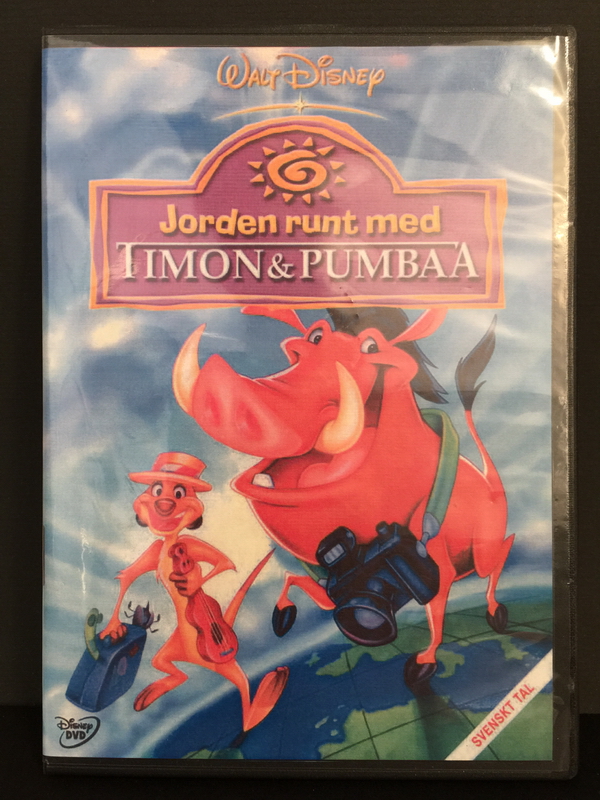 WALT DISNEY
Jorden runt med
TIMON & PUMBAA
SVENSKT TAL
DISNEY
DVD